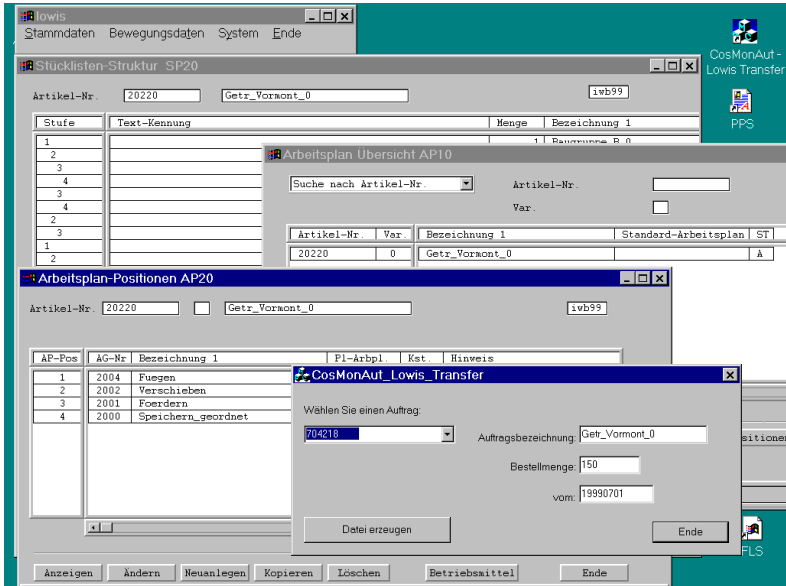 lowis
Stammdaten Bewegungsdaten System Ende
Stücklisten-Struktur SP20
Artikel-Nr. 20220 Getr_Vormont_0 iwb99
Stufe Text-Kennung Menge Bezeichnung 1
1 1 Baugruppe B 0
2
3
4
3
4
2
3
1
2
Arbeitsplan Übersicht AP10
Suche nach Artikel-Nr. Artikel-Nr.
Var.
Artikel-Nr. Var. Bezeichnung 1 Standard-Arbeitsplan ST
20220 0 Getr_Vormont_0 A
Arbeitsplan-Positionen AP20
Artikel-Nr. 20220 Getr_Vormont_0 iwb99
AP-Pos AG-Nr Bezeichnung 1 Pl-Arbpl. Kst. Hinweis
1 2004 Fuegen
2 2002 Verschieben
3 2001 Foerdern
4 2000 Speichern_geordnet
Anzeigen Ändern Neuanlegen Kopieren Löschen Betriebsmittel Ende
CosMonAut_Lowis_Transfer
Wählen Sie einen Auftrag:
704218 Auftragsbezeichnung: Getr_Vormont_0
Bestellmenge: 150
vom: 19990701
Datei erzeugen Ende
sitionen
CosMonAut -
Lowis Transfer
PPS
FLS